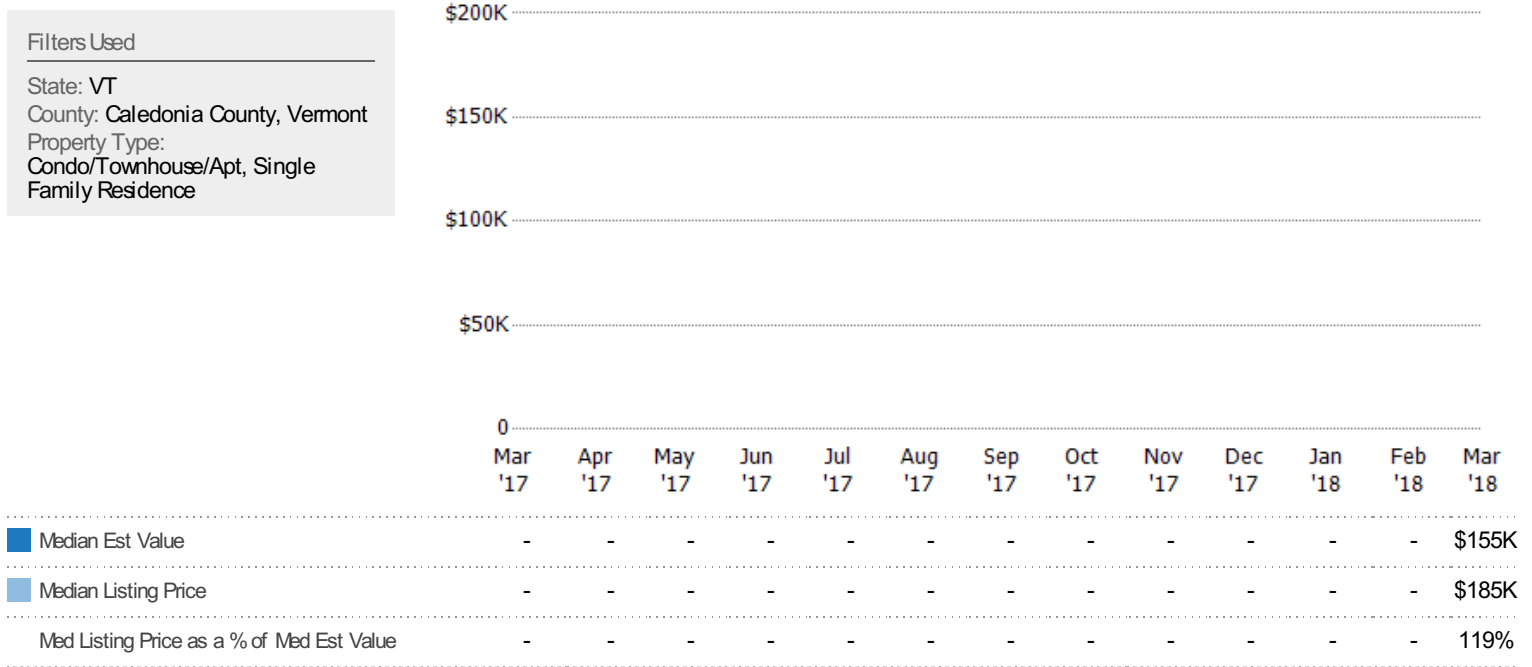 Filters Used
State: VT
County: Caledonia County, Vermont
Property Type:
Condo/Townhouse/Apt, Single
Family Residence
$200K
$150K
$100K
$50K
0
Mar Apr May Jun Jul Aug Sep Oct Nov Dec Jan Feb Mar
'17 '17 '17 '17 '17 '17 '17 '17 '17 '17 '18 '18 '18
Median Est Value - - - - - - - - - - - - $155K
Median Listing Price - - - - - - - - - - - - $185K
Med Listing Price as a % of Med Est Value - - - - - - - - - - - - 119%